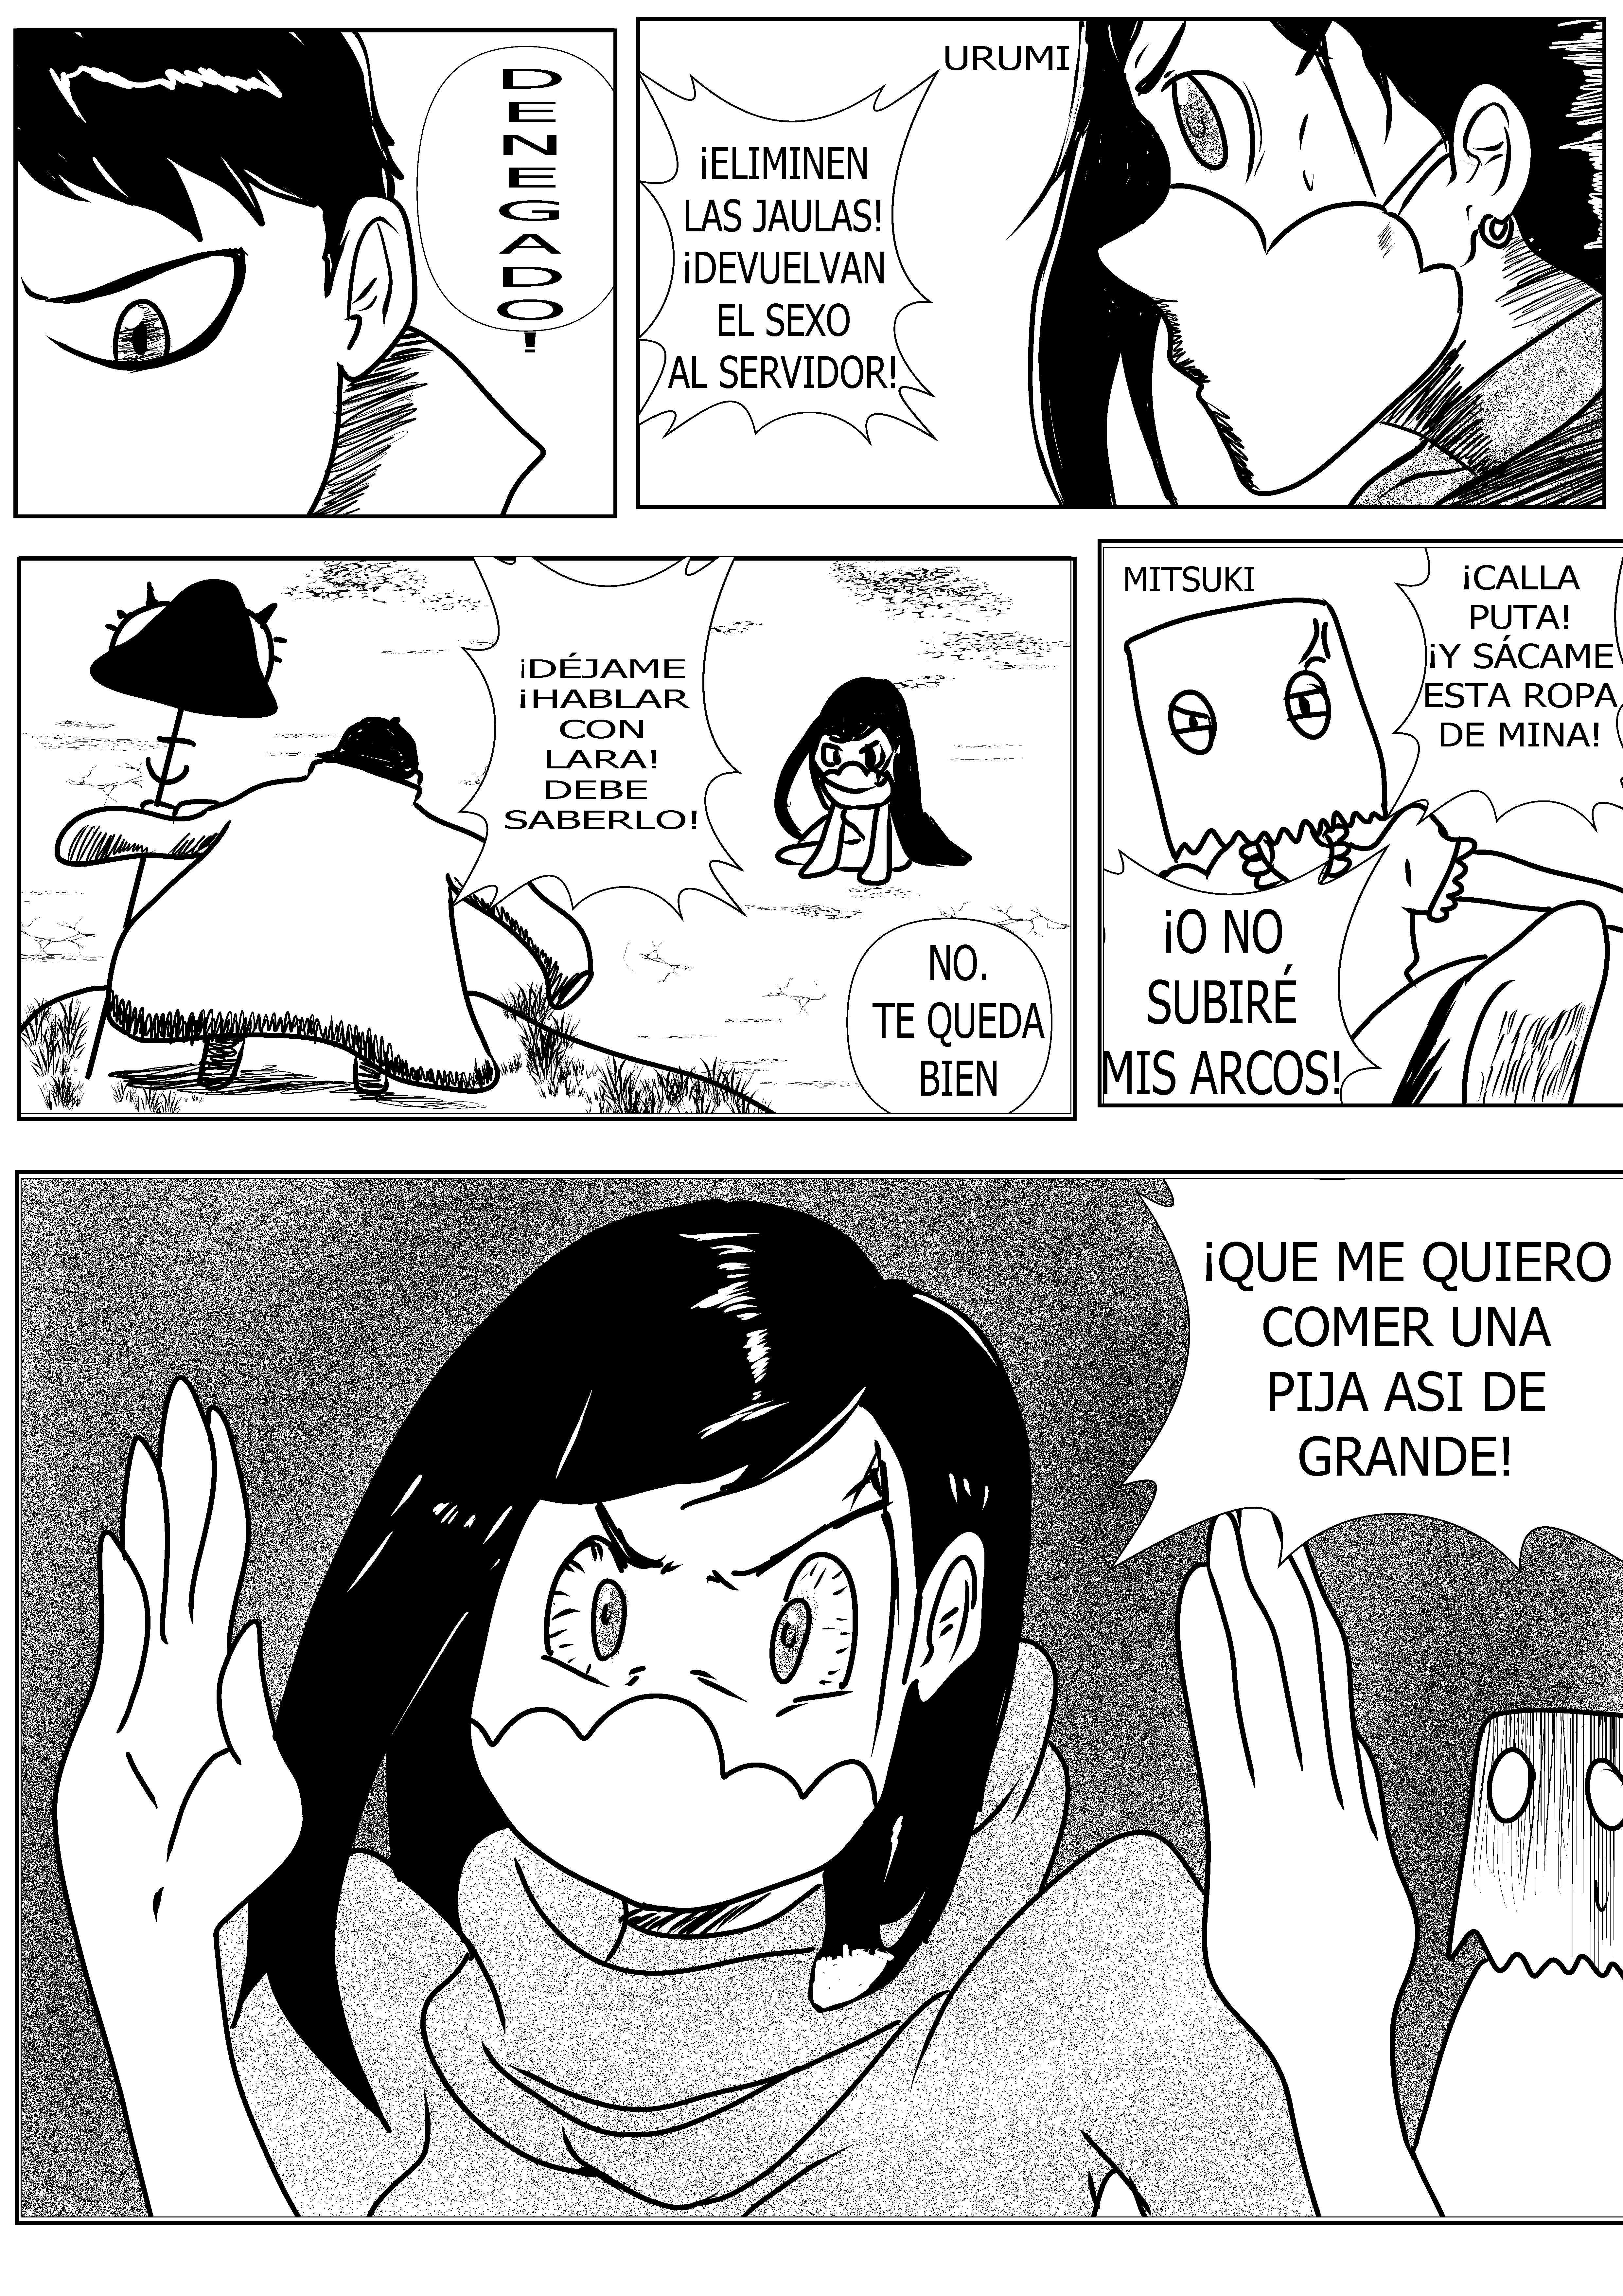 DENEGADO!
URUMI
¡ELIMINEN
LAS JAULAS!
¡DEVUELVAN
EL SEXO
AL SERVIDOR!
¡DÉJAME
¡HABLAR
CON
LARA!
DEBE
SABERLO!
NO.
TE QUEDA
BIEN
MITSUKI
¡CALLA
PUTA!
¡Y SÁCAME
ESTA ROPA
DE MINA!
¡O NO
SUBIRÉ
MIS ARCOS!
¡QUE ME QUIERO
COMER UNA
PIJA ASI DE
GRANDE!